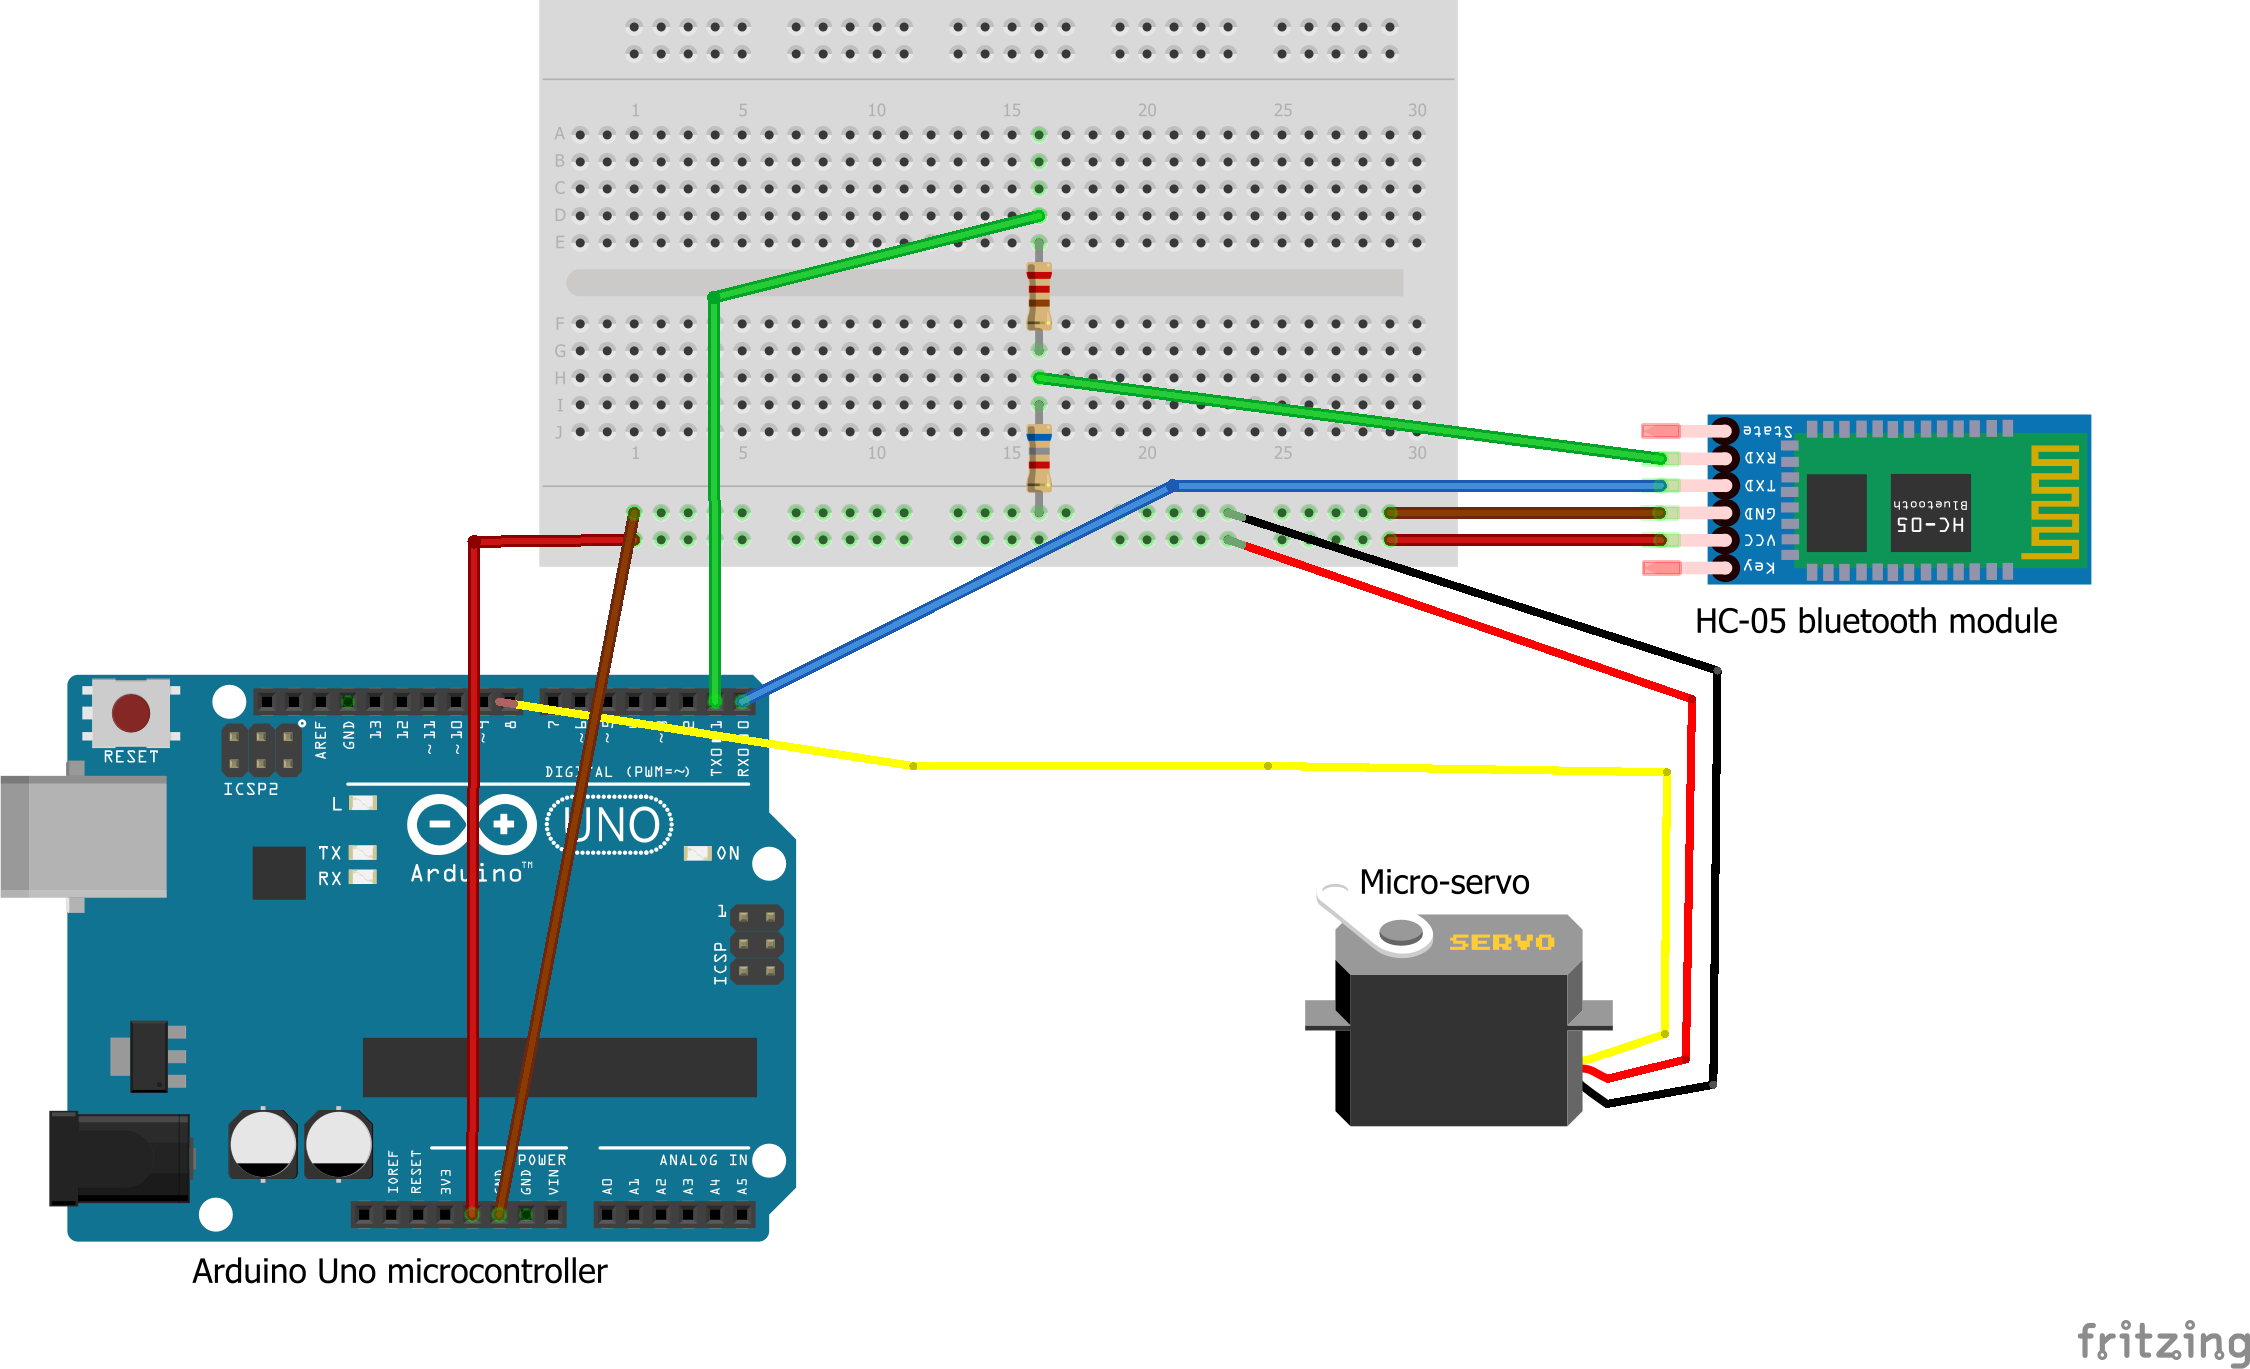 1 5 10 15 20 25 30
A
B
C
D
E
F
G
H
I
J
1 5 10 15 20 25 30
State
RXD
TXD
GND
VCC
Key
HC-05
Bluetooth
HC-05 bluetooth module
RESET
ICSP2
AREF
GND
13
12
~11
~10
~9
8
7
~6
~5
~3
2
TX0
1
RX0
0
DIGITAL (PWM=~)
L
TX
RX
UNO
Arduino™
ON
1
ICSP
Micro-servo
SERVO
POWER
ANALOG IN
IOREF
RESET
3V3
GND
GND
VIN
A0
A1
A2
A3
A4
A5
Arduino Uno microcontroller
fritzing